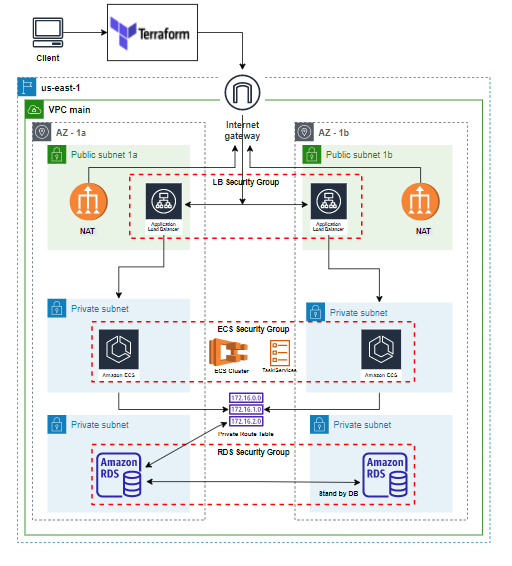 Terraform
Client
us-east-1
VPC main
Internet
gateway
AZ - 1a
AZ - 1b
Public subnet 1a
Public subnet 1b
LB Security Group
NAT
Application
Load Balancer
Application
Load Balancer
NAT
Private subnet
Private subnet
ECS Security Group
Amazon ECS
ECS Cluster
Task/Services
Amazon ECS
172.16.0.0
172.16.1.0
172.16.2.0
Private Route Table
Private subnet
Private subnet
RDS Security Group
Amazon
RDS
Amazon
RDS
Stand by DB